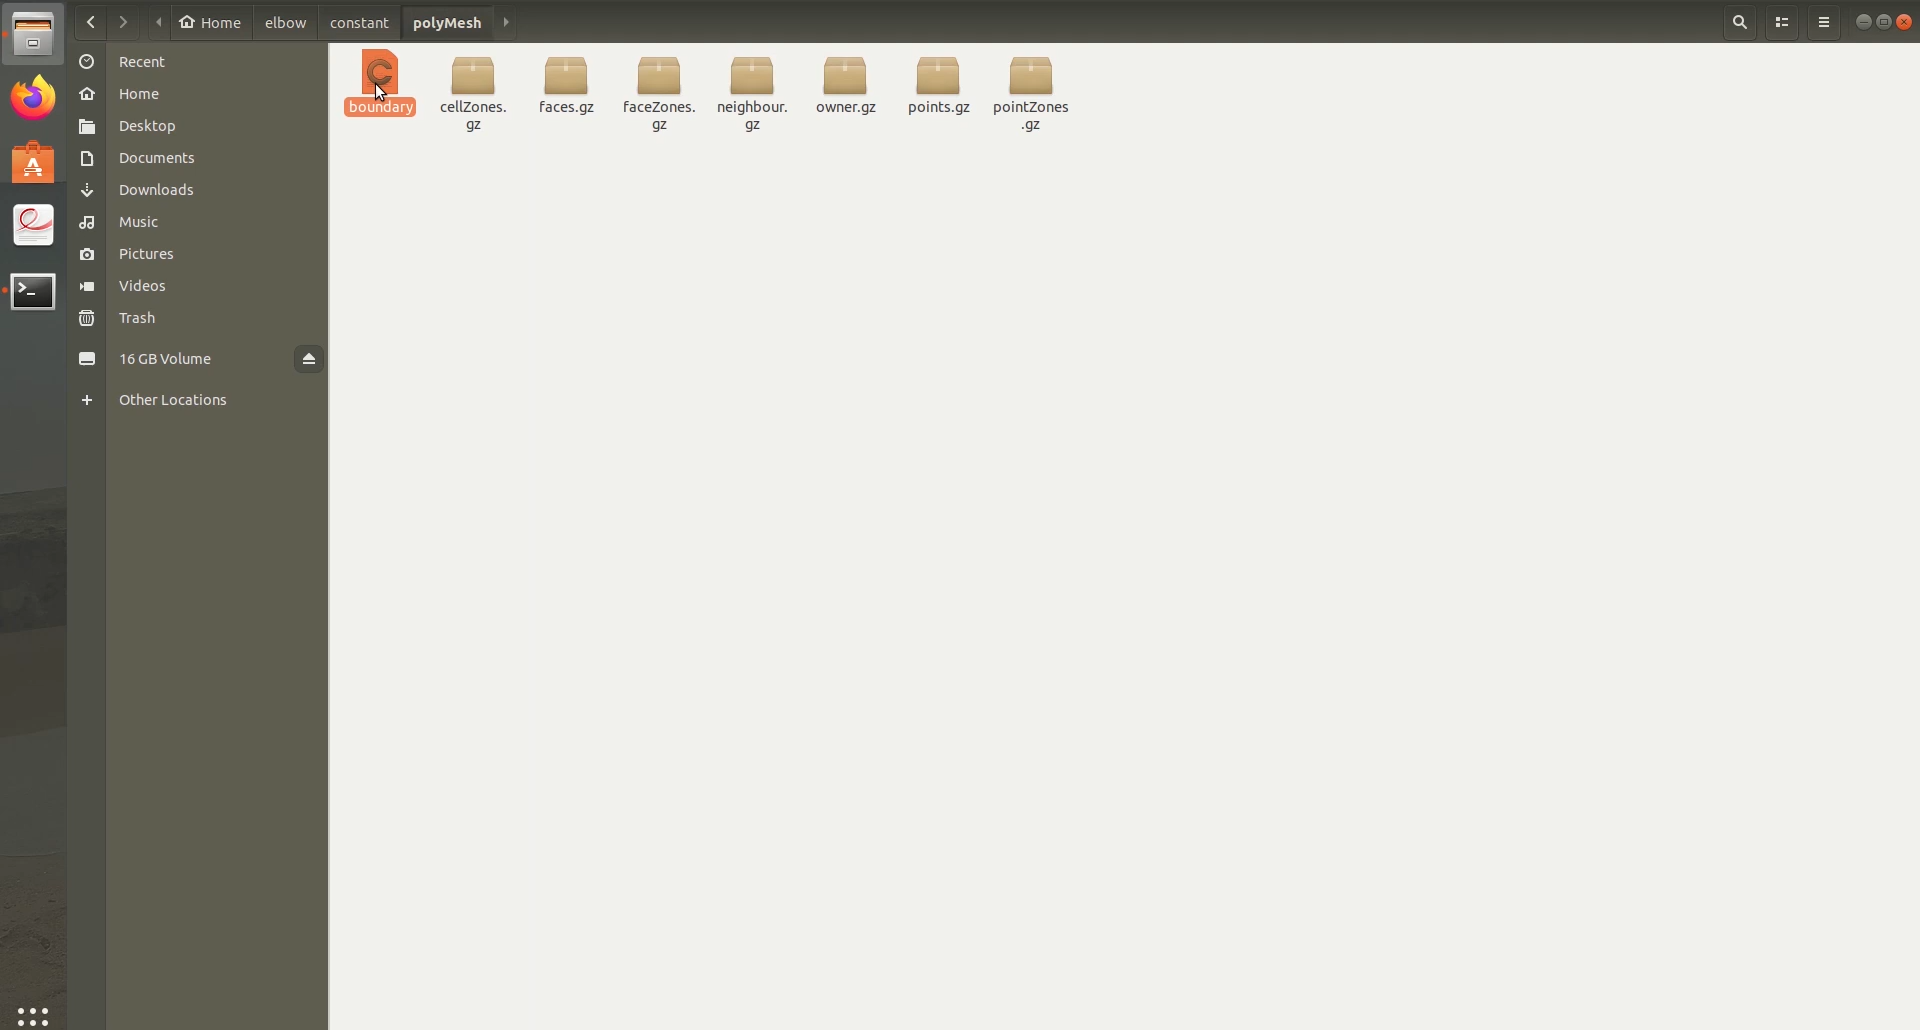 Home
elbow
constant
polyMesh
Recent
Home
Desktop
Documents
Downloads
Music
Pictures
Videos
Trash
16 GB Volume
Other Locations
boundary
cellZones.
gz
faces.gz
faceZones.
gz
neighbour.
gz
owner.gz
points.gz
pointZones
.gz